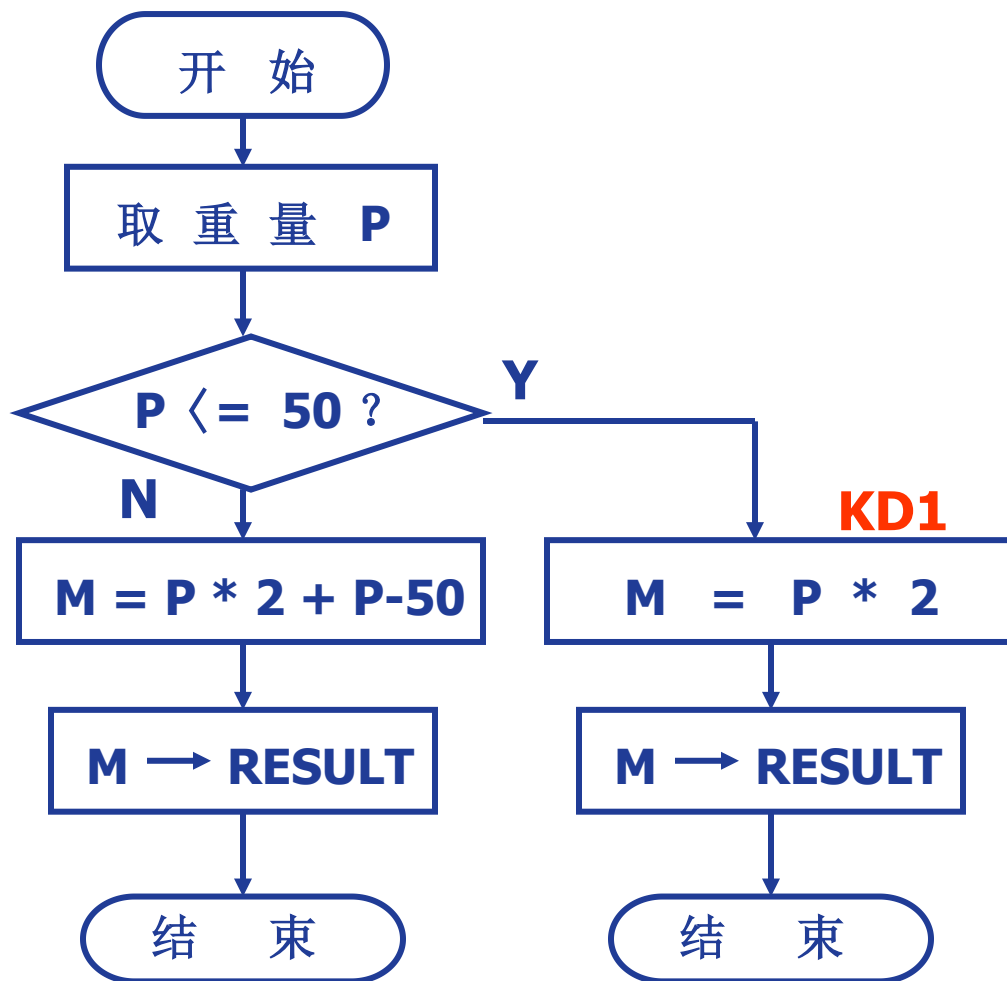 开 始
取 重 量 P
P〈= 50 ?
Y
N
KD1
M = P * 2 + P-50
M = P * 2
M → RESULT
M → RESULT
结 束
结 束